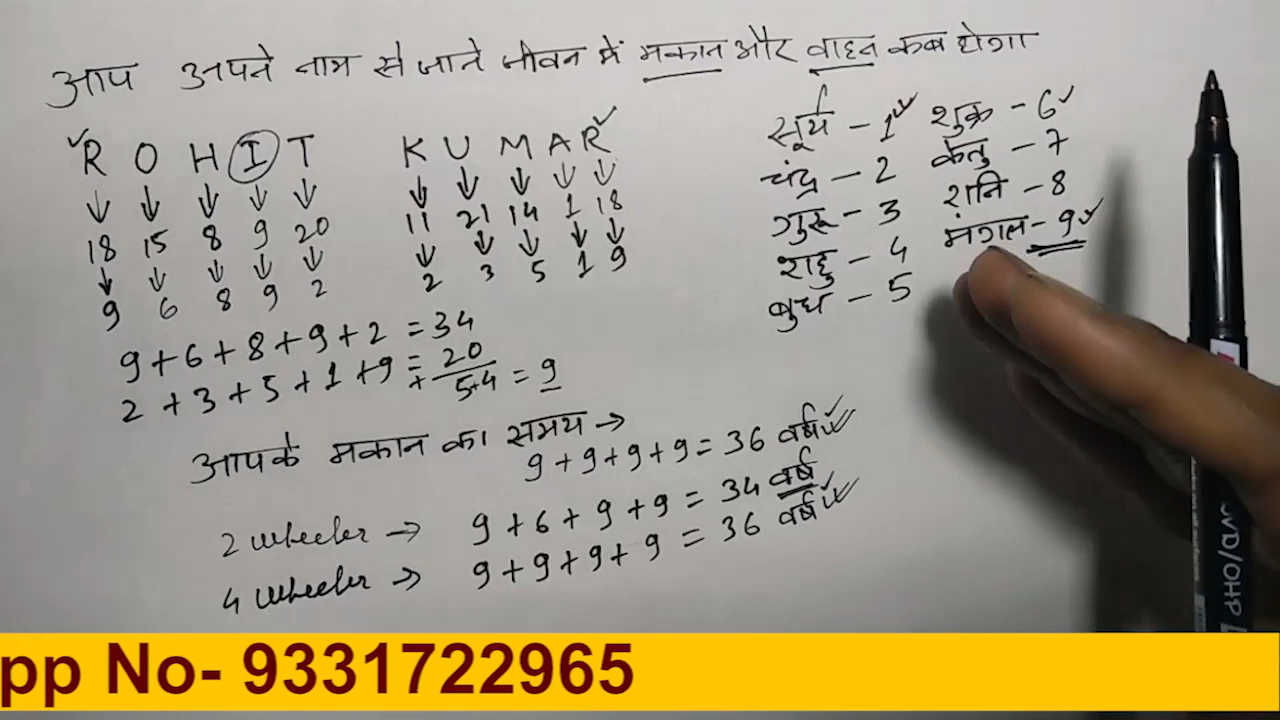 आप अपने नाम से जाने जीवन में मकान और वाहन कब होगा
R O H I T
18 15 8 9 20
9 6 8 9 2
K U M A R
11 21 14 1 18
2 3 5 1 9
सूर्य - 1
चंद्र - 2
गुरू - 3
राहु - 4
बुध - 5
शुक्र - 6
केतु - 7
शनि - 8
मंगल - 9
9+6+8+9+2 = 34
2+3+5+1+9 = 20
+ 5+4 = 9
आपके मकान का समय →
9+9+9+9 = 36 वर्ष
2 Wheeler → 9+6+9+9 = 34 वर्ष
4 Wheeler → 9+9+9+9 = 36 वर्ष
DVD/OHP
pp No- 9331722965